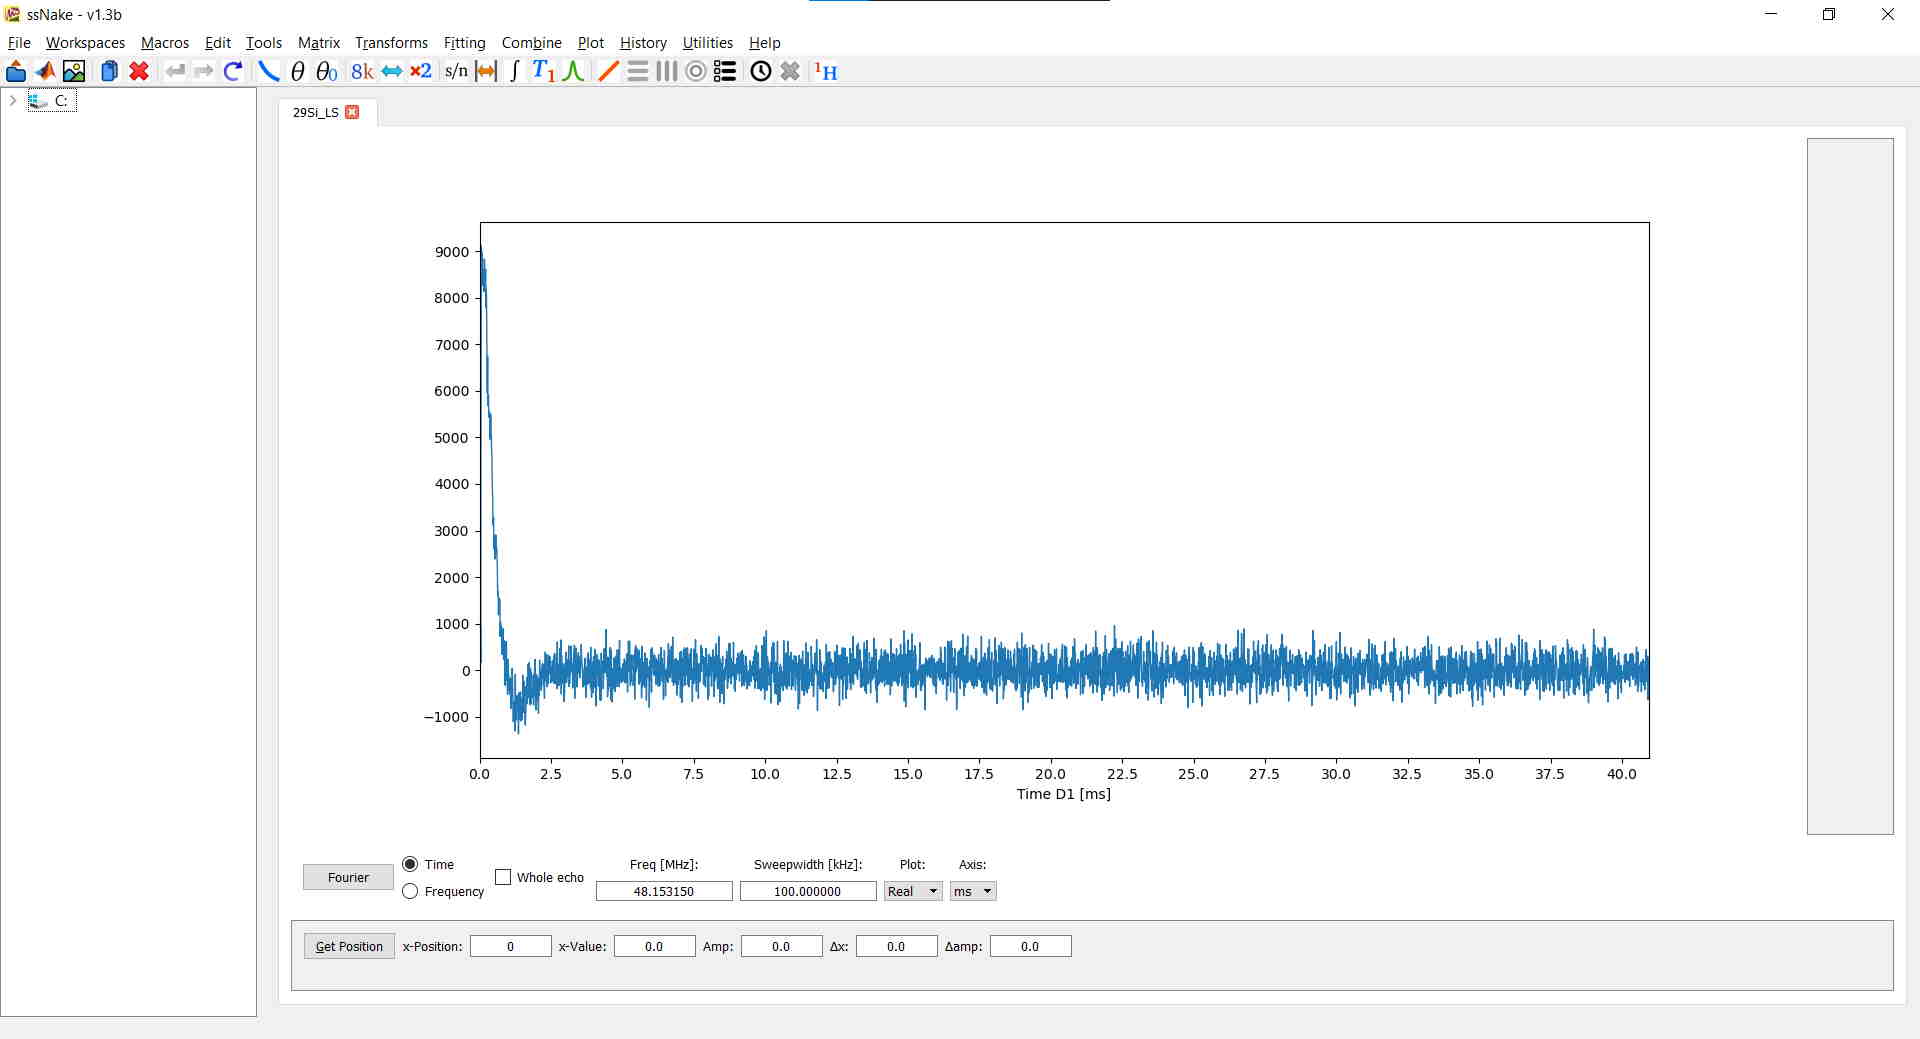 ssNake - v1.3b
File Workspaces Macros Edit Tools Matrix Transforms Fitting Combine Plot History Utilities Help
θ θ0 8k ×2 s/n ∫ T1 1H
C:
29Si_LS
9000
8000
7000
6000
5000
4000
3000
2000
1000
0
−1000
0.0 2.5 5.0 7.5 10.0 12.5 15.0 17.5 20.0 22.5 25.0 27.5 30.0 32.5 35.0 37.5 40.0
Time D1 [ms]
Time Freq [MHz]: Sweepwidth [kHz]: Plot: Axis:
Fourier Whole echo
Frequency 48.153150 100.000000 Real ms
Get Position x-Position: 0 x-Value: 0.0 Amp: 0.0 Δx: 0.0 Δamp: 0.0